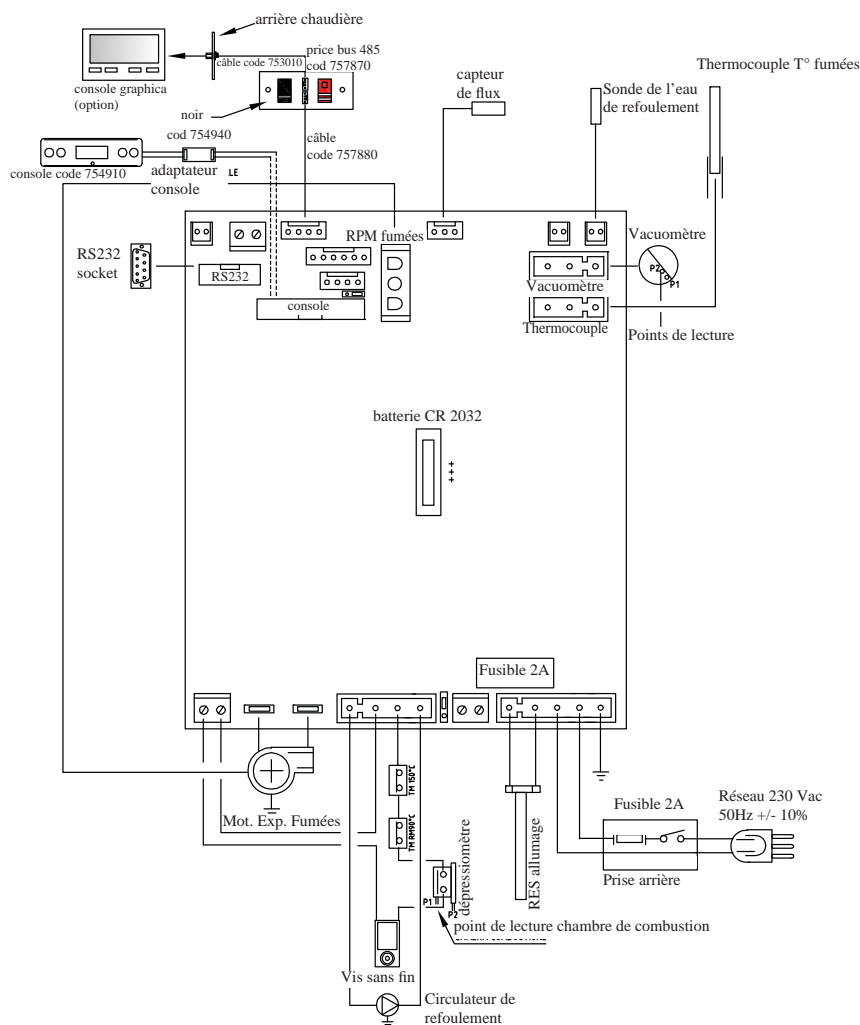 arrière chaudière
câble code 753010
price bus 485
cod 757870
console graphica
(option)
noir
cod 754940
câble
code 757880
capteur
de flux
Sonde de l'eau
de refoulement
Thermocouple T° fumées
console code 754910
adaptateur
console
LE
RS232
socket
RS232
RPM fumées
console
Vacuomètre
Vacuomètre
P2
P1
Thermocouple
Points de lecture
batterie CR 2032
+++
Fusible 2A
TM 150°C
TM RM90°C
Mot. Exp. Fumées
dépressiomètre
P1
P2
RES allumage
Fusible 2A
Prise arrière
Réseau 230 Vac
50Hz +/- 10%
point de lecture chambre de combustion
Vis sans fin
Circulateur de
refoulement